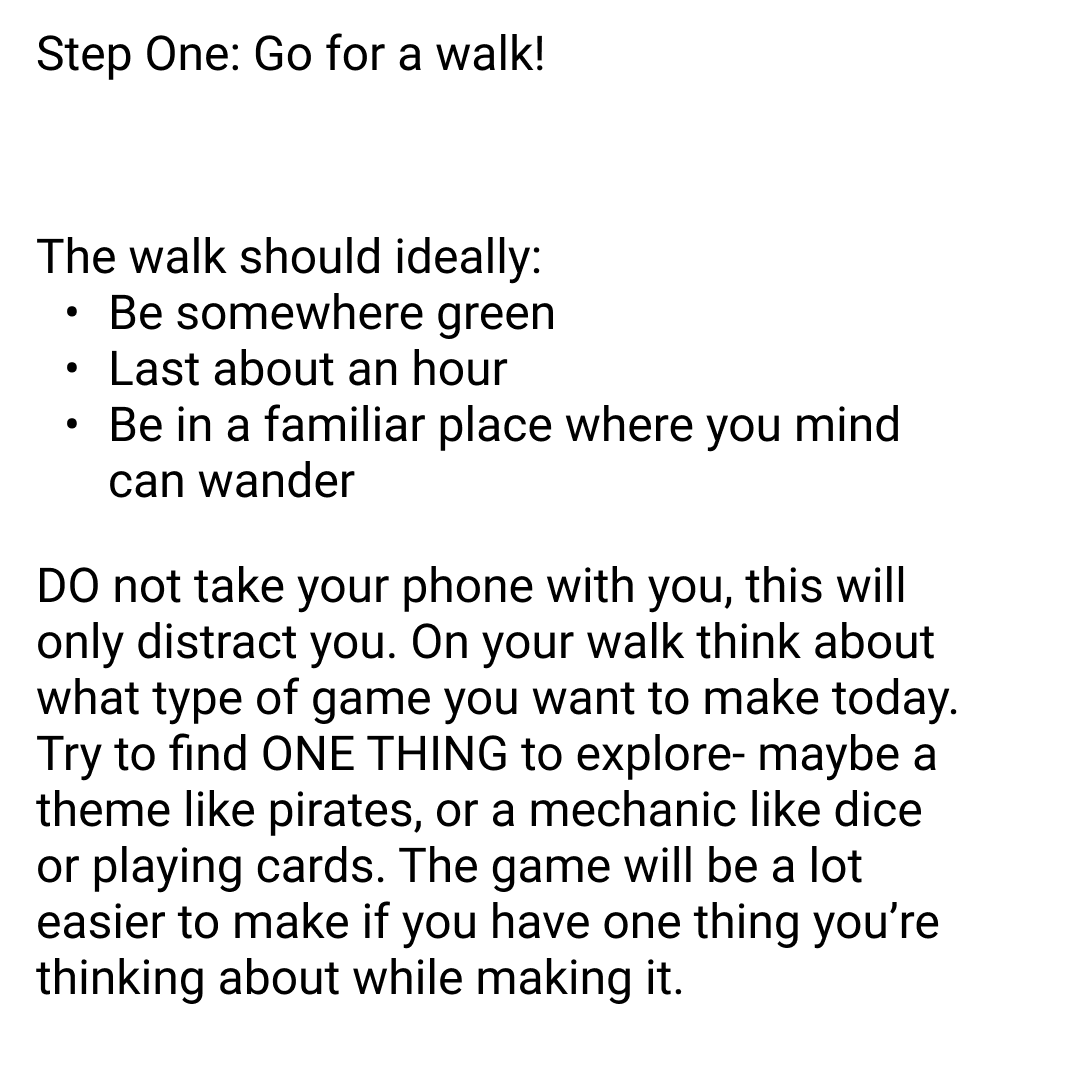 Step One: Go for a walk!
The walk should ideally:
• Be somewhere green
• Last about an hour
• Be in a familiar place where you mind
can wander
DO not take your phone with you, this will
only distract you. On your walk think about
what type of game you want to make today.
Try to find ONE THING to explore- maybe a
theme like pirates, or a mechanic like dice
or playing cards. The game will be a lot
easier to make if you have one thing you’re
thinking about while making it.